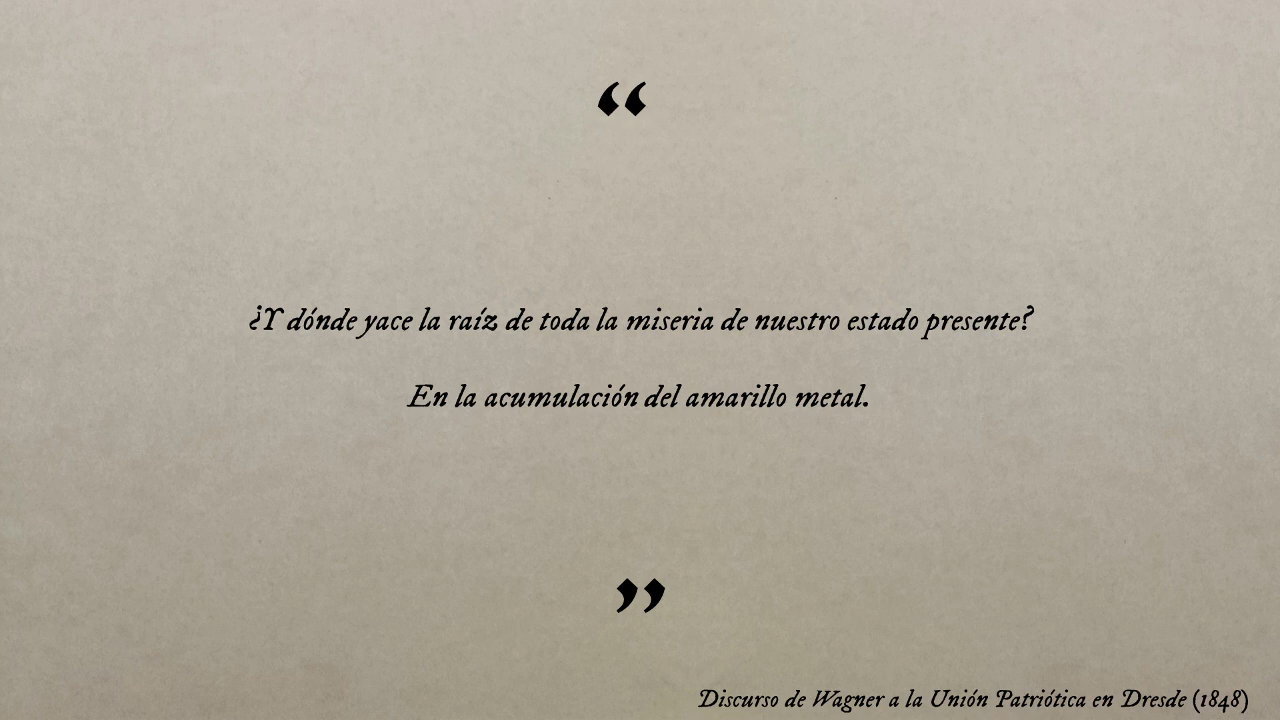 “
¿Y dónde yace la raíz de toda la miseria de nuestro estado presente?
En la acumulación del amarillo metal.
”
Discurso de Wagner a la Unión Patriótica en Dresde (1848)